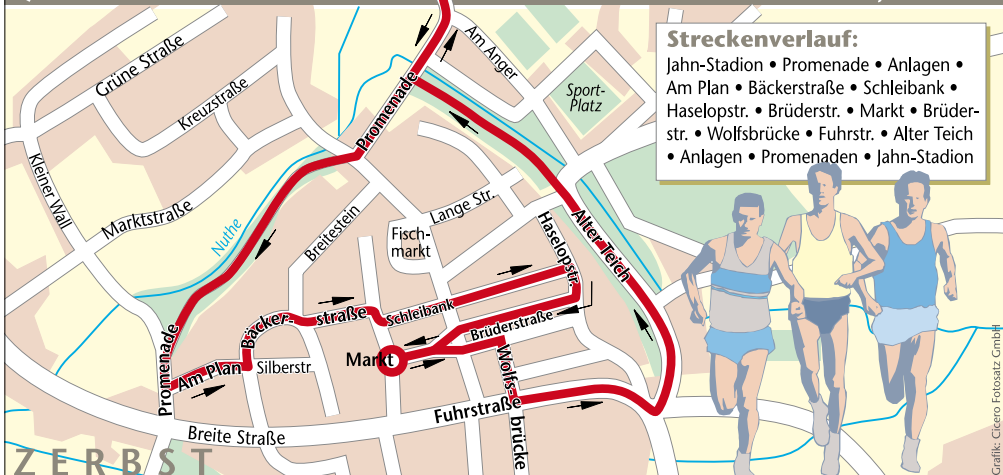 Streckenverlauf:
Jahn-Stadion • Promenade • Anlagen •
Am Plan • Bäckerstraße • Schleibank •
Haselopstr. • Brüderstr. • Markt • Brüder-
str. • Wolfsbrücke • Fuhrstr. • Alter Teich
• Anlagen • Promenaden • Jahn-Stadion
Am Anger
Grüne Straße
Sport-
Platz
Kreuzstraße
Promenade
Kleiner Wall
Marktstraße
Lange Str.
Haselopstr.
Alter Teich
Nuthe
Breitestein
Fisch-
markt
Bäcker-
straße
Schleibank
Brüderstraße
Promenade
Markt
Am Plan
Silberstr
Wolfs-
brücke
Fuhrstraße
Breite Straße
ZERBST
Grafik: Cicero Fotosatz GmbH